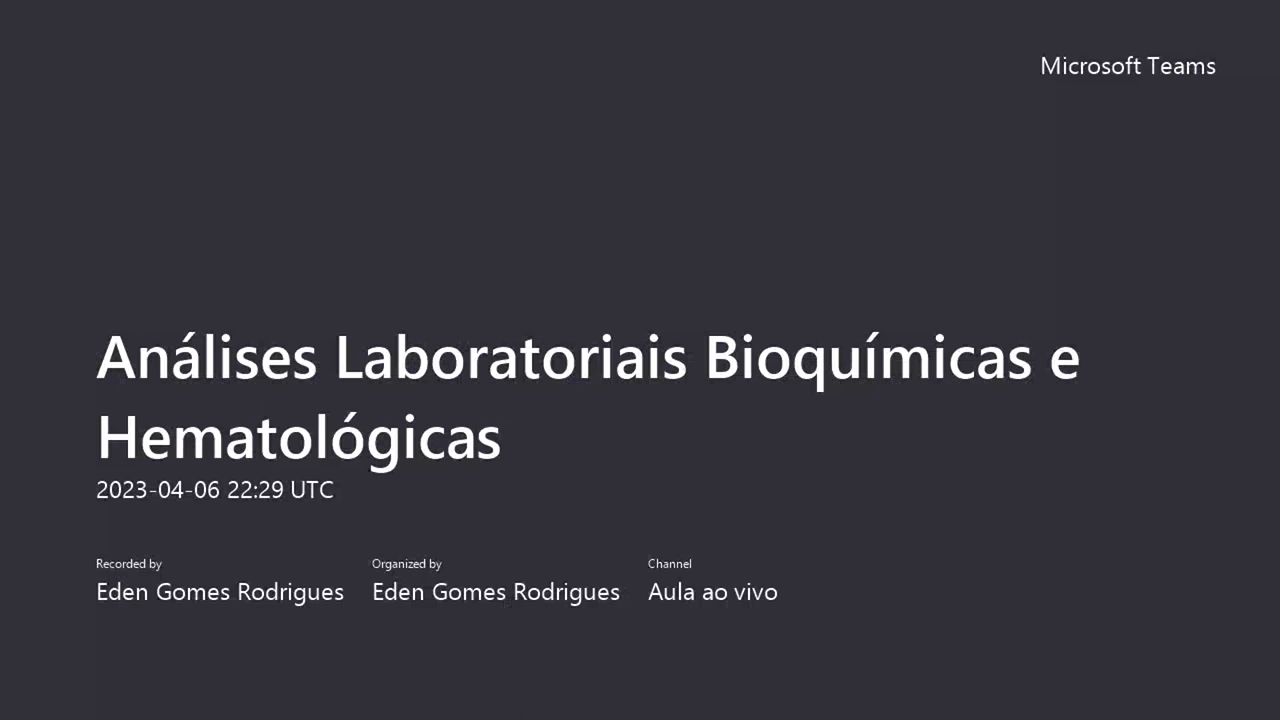 Microsoft Teams
Análises Laboratoriais Bioquímicas e
Hematológicas
2023-04-06 22:29 UTC
Recorded by
Eden Gomes Rodrigues
Organized by
Eden Gomes Rodrigues
Channel
Aula ao vivo